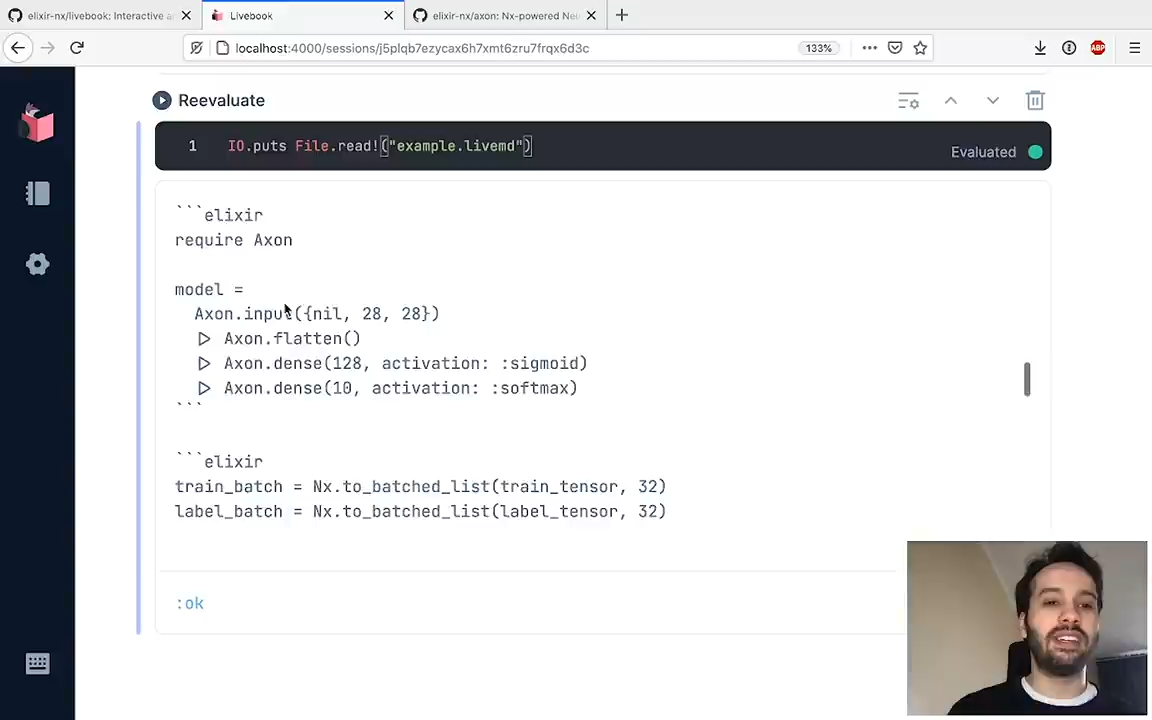 elixir-nx/livebook: Interactive a
Livebook
elixir-nx/axon: Nx-powered Ne
localhost:4000/sessions/j5plqb7ezycax6h7xmt6zru7frqx6d3c
133%
ABP
Reevaluate
1 IO.puts File.read!("example.livemd")
Evaluated
```elixir
require Axon
model =
Axon.input({nil, 28, 28})
|> Axon.flatten()
|> Axon.dense(128, activation: :sigmoid)
|> Axon.dense(10, activation: :softmax)
```
```elixir
train_batch = Nx.to_batched_list(train_tensor, 32)
label_batch = Nx.to_batched_list(label_tensor, 32)
:ok